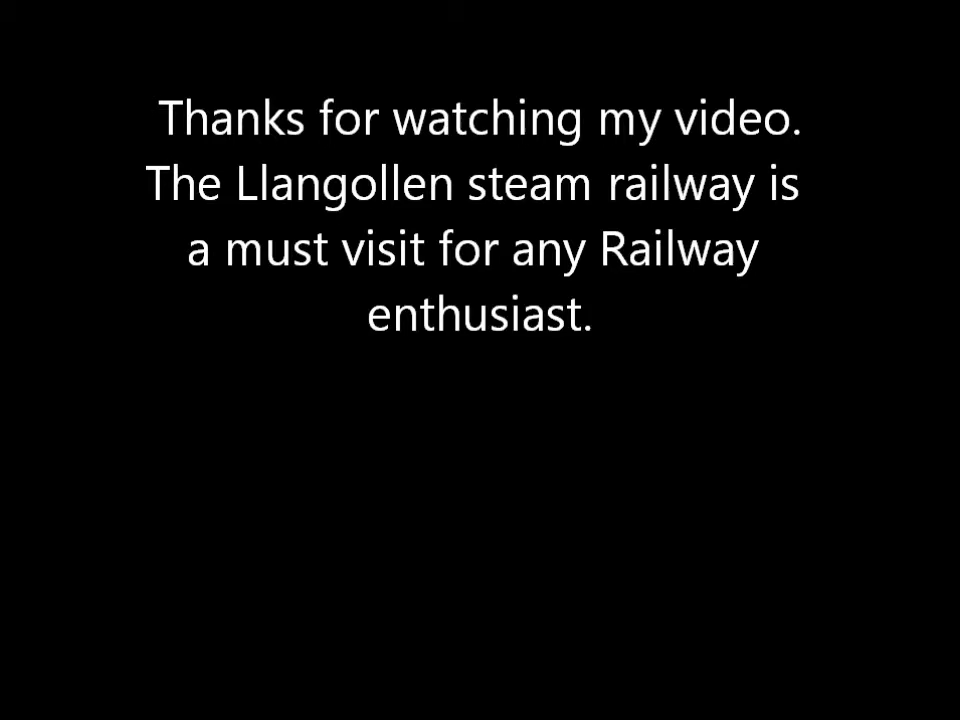 Thanks for watching my video.
The Llangollen steam railway is
a must visit for any Railway
enthusiast.